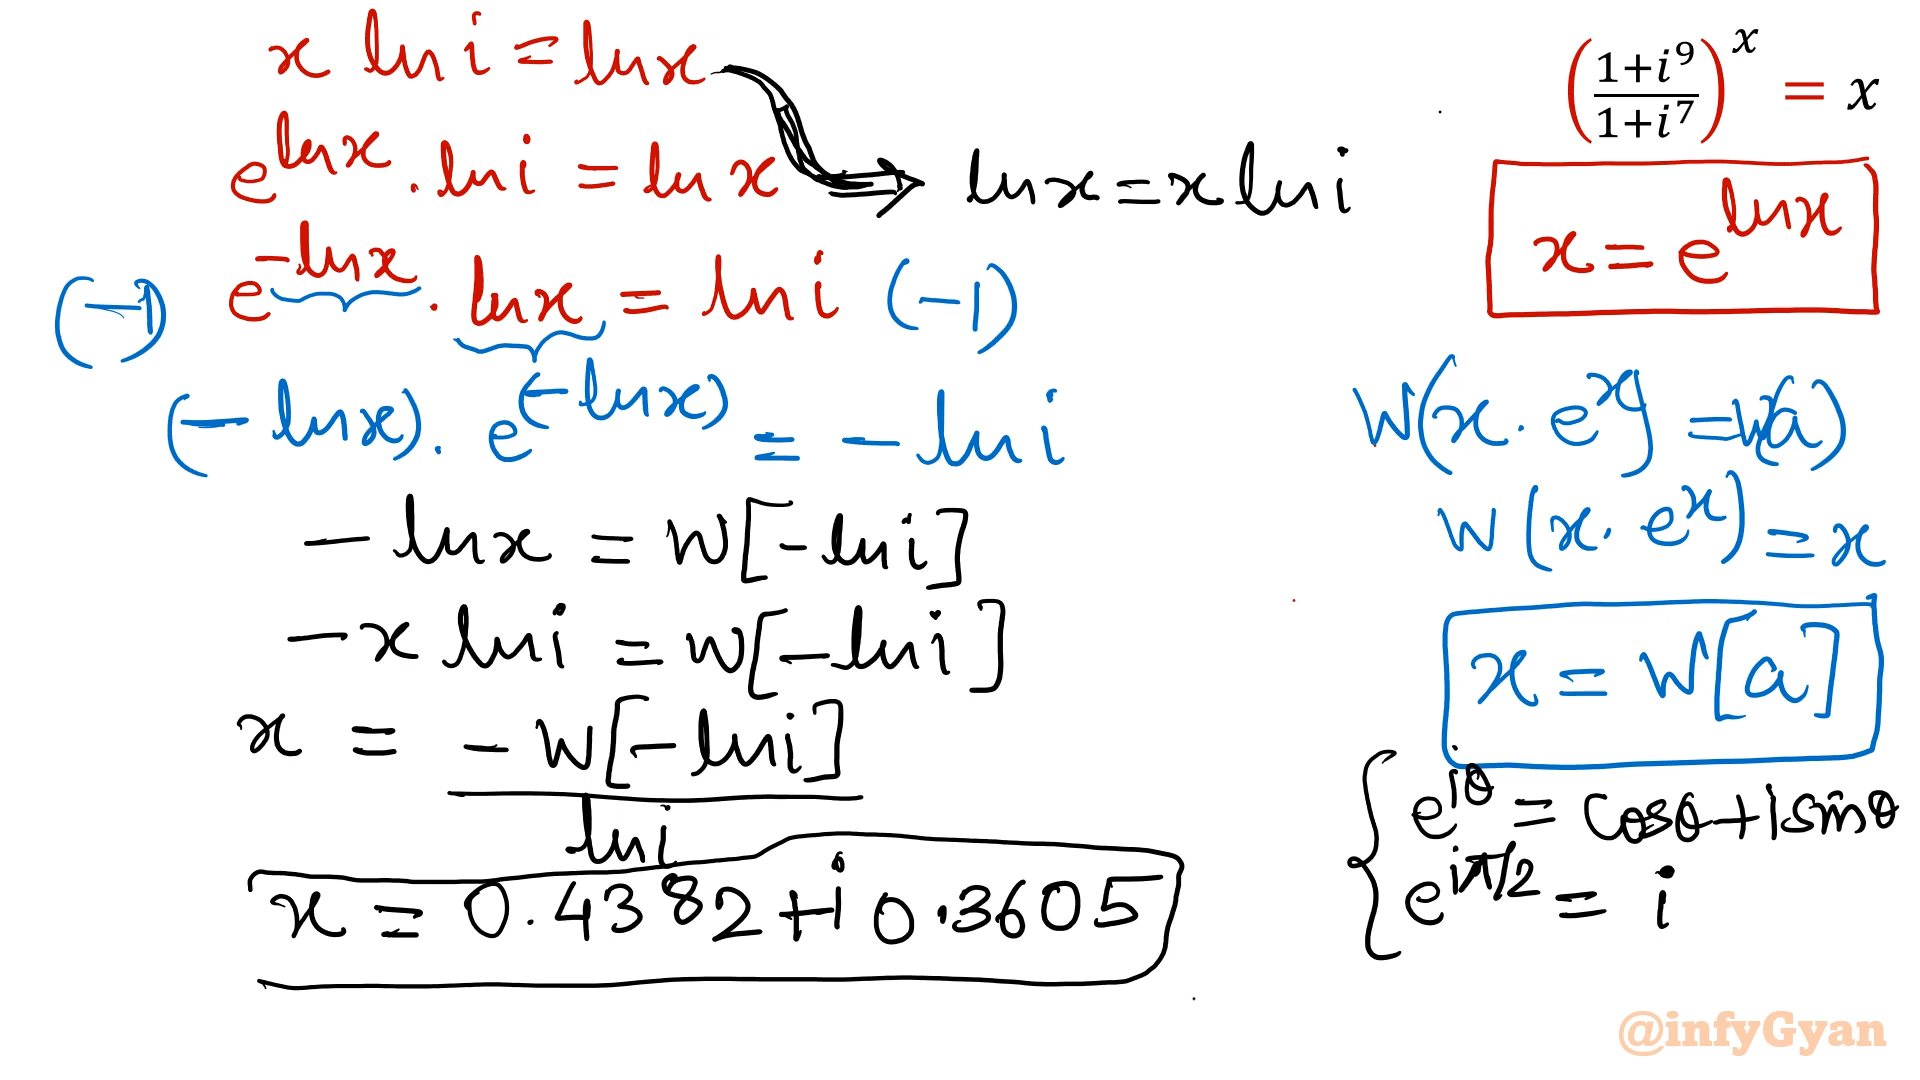 x ln i = ln x
e^{ln x} . ln i = ln x
ln x = x ln i
(-1) e^{-ln x} . ln x = ln i (-1)
(- ln x) . e^{(-ln x)} = - ln i
- ln x = W[- ln i]
- x ln i = W[- ln i]
x = -W[- ln i] / ln i
x = 0.4382 + i 0.3605
((1+i^9)/(1+i^7))^x = x
x = e^{ln x}
W(x . e^x) = W(a)
W(x . e^x) = x
x = W[a]
e^{iθ} = cosθ + i sinθ
e^{iπ/2} = i
@infyGyan